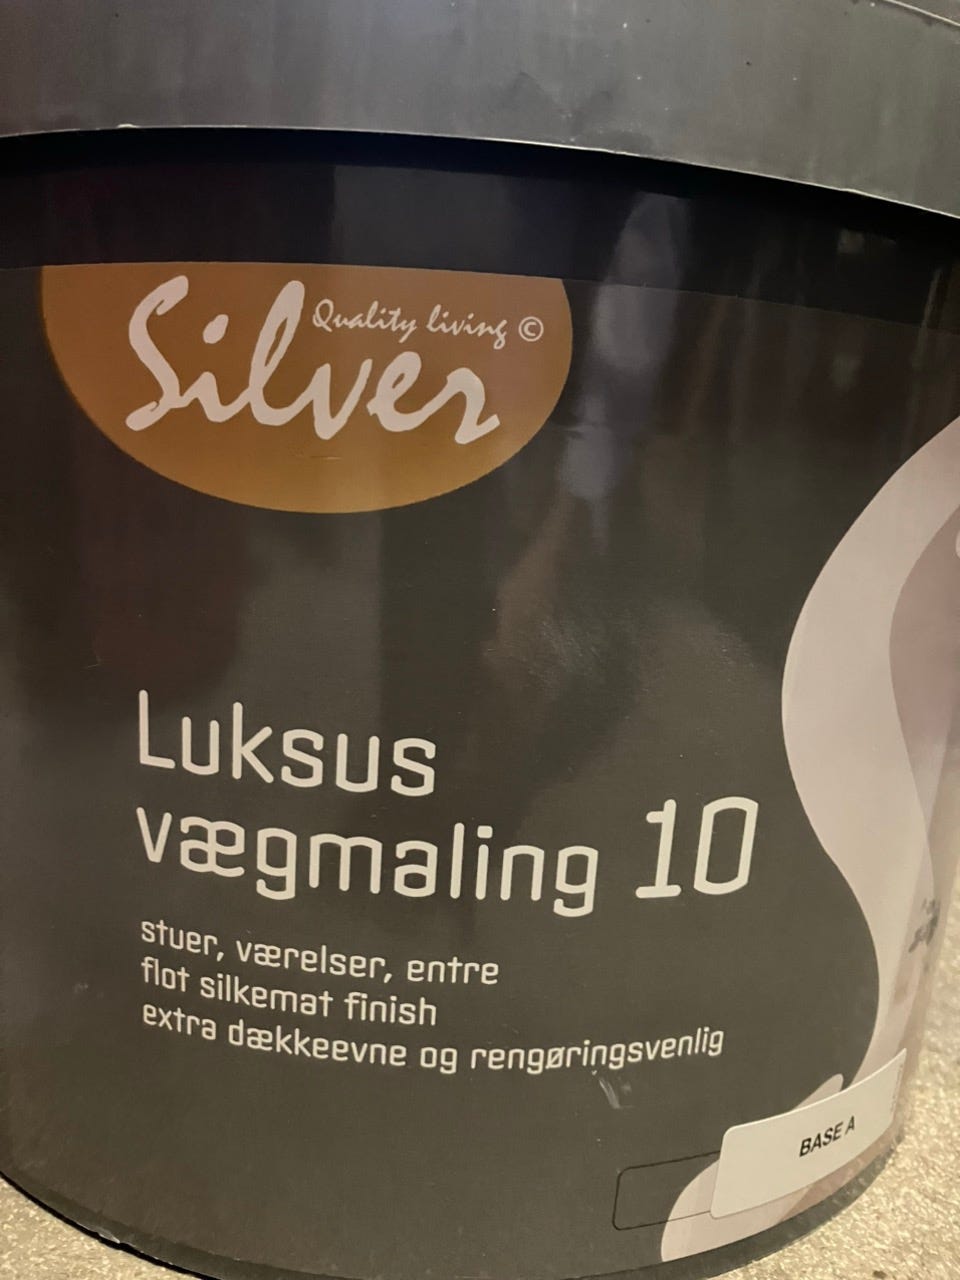 Quality living ©
Silver
Luksus
vægmaling 10
stuer, værelser, entre
flot silkemat finish
extra dækkeevne og rengøringsvenlig
BASE A